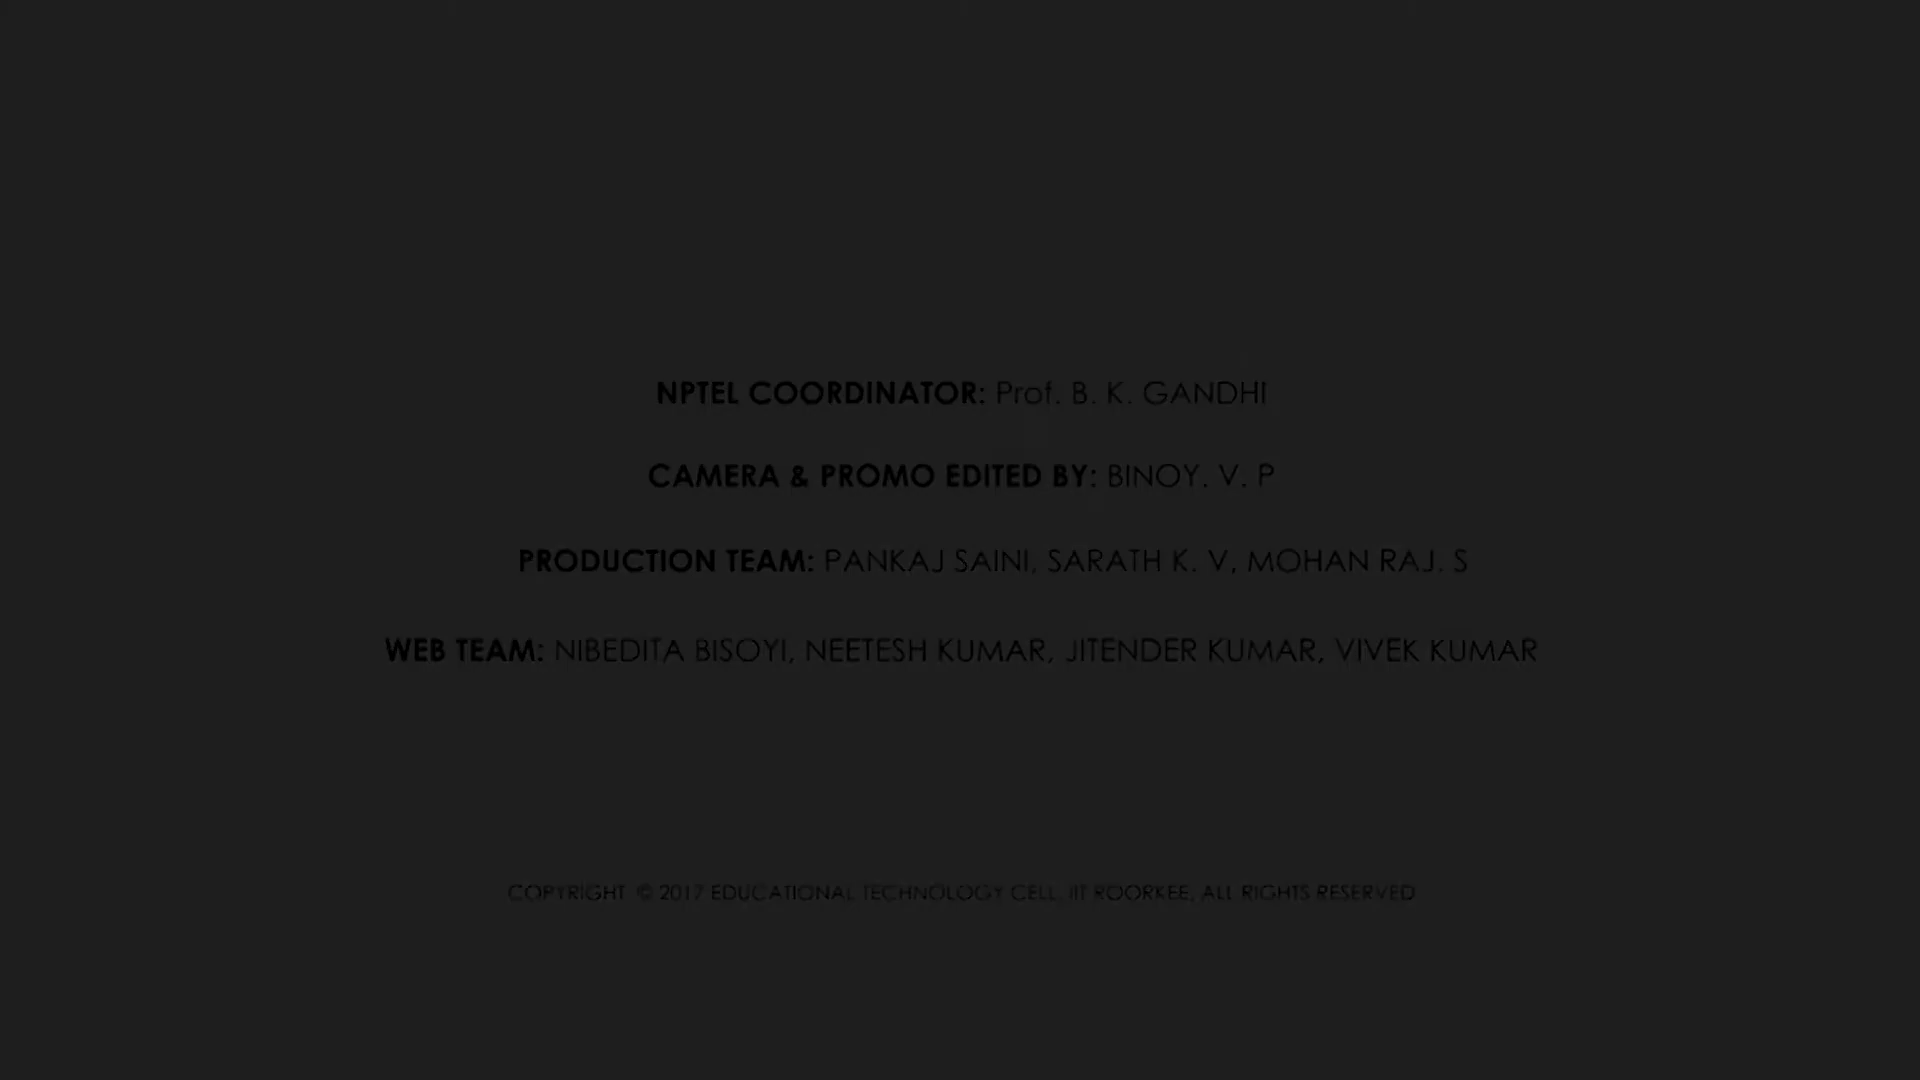 NPTEL COORDINATOR: Prof. B. K. GANDHI
CAMERA & PROMO EDITED BY: BINOY. V. P
PRODUCTION TEAM: PANKAJ SAINI, SARATH K. V, MOHAN RAJ. S
WEB TEAM: NIBEDITA BISOYI, NEETESH KUMAR, JITENDER KUMAR, VIVEK KUMAR
COPYRIGHT © 2017 EDUCATIONAL TECHNOLOGY CELL, IIT ROORKEE, ALL RIGHTS RESERVED